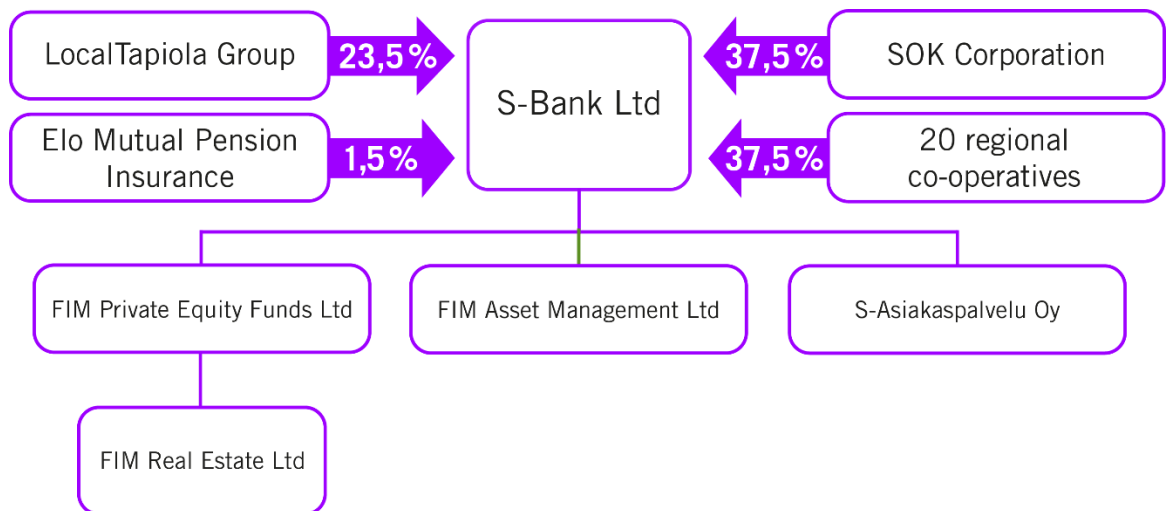 LocalTapiola Group
23,5 %
S-Bank Ltd
37,5 %
SOK Corporation
Elo Mutual Pension
Insurance
1,5 %
37,5 %
20 regional
co-operatives
FIM Private Equity Funds Ltd
FIM Asset Management Ltd
S-Asiakaspalvelu Oy
FIM Real Estate Ltd